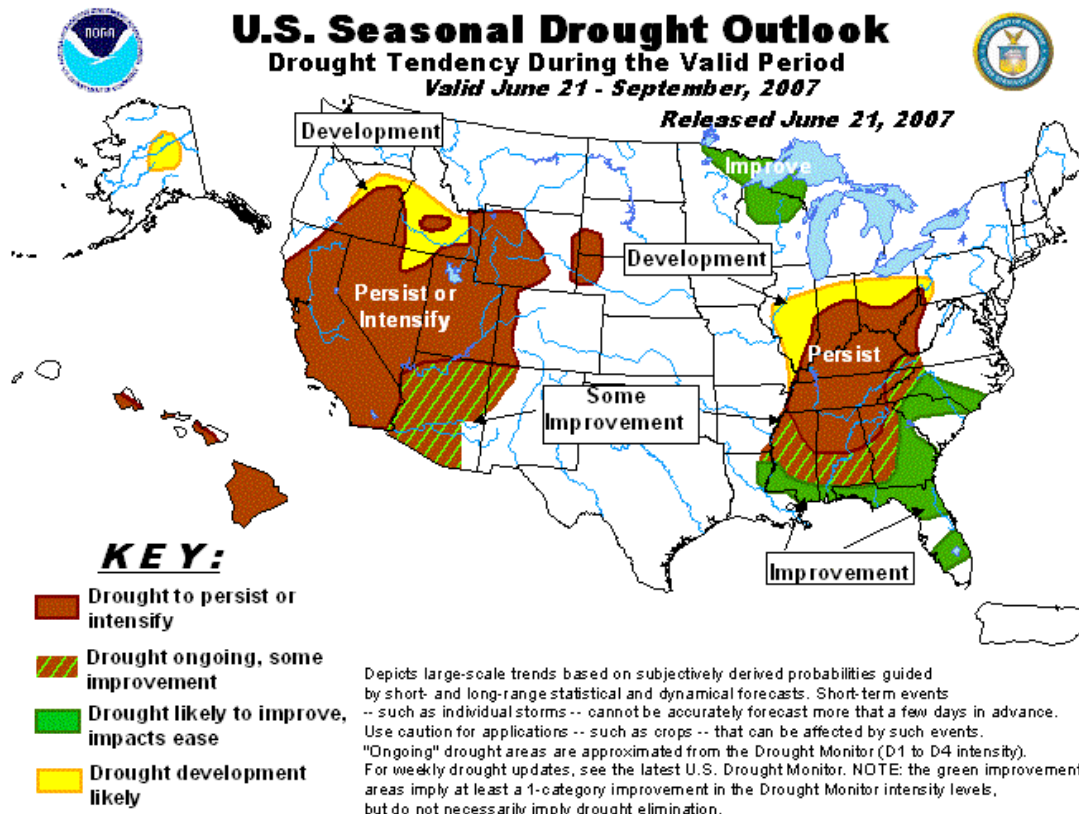 NOAA
U.S. Seasonal Drought Outlook
Drought Tendency During the Valid Period
Valid June 21 - September, 2007
Released June 21, 2007
Development
Improve
Development
Persist or
Intensify
Persist
Some
Improvement
Improvement
KEY:
Drought to persist or
intensify
Drought ongoing, some
improvement
Drought likely to improve,
impacts ease
Drought development
likely
Depicts large-scale trends based on subjectively derived probabilities guided
by short- and long-range statistical and dynamical forecasts. Short-term events
-- such as individual storms -- cannot be accurately forecast more that a few days in advance.
Use caution for applications -- such as crops -- that can be affected by such events.
"Ongoing" drought areas are approximated from the Drought Monitor (D1 to D4 intensity).
For weekly drought updates, see the latest U.S. Drought Monitor. NOTE: the green improvement
areas imply at least a 1-category improvement in the Drought Monitor intensity levels,
but do not necessarily imply drought elimination.